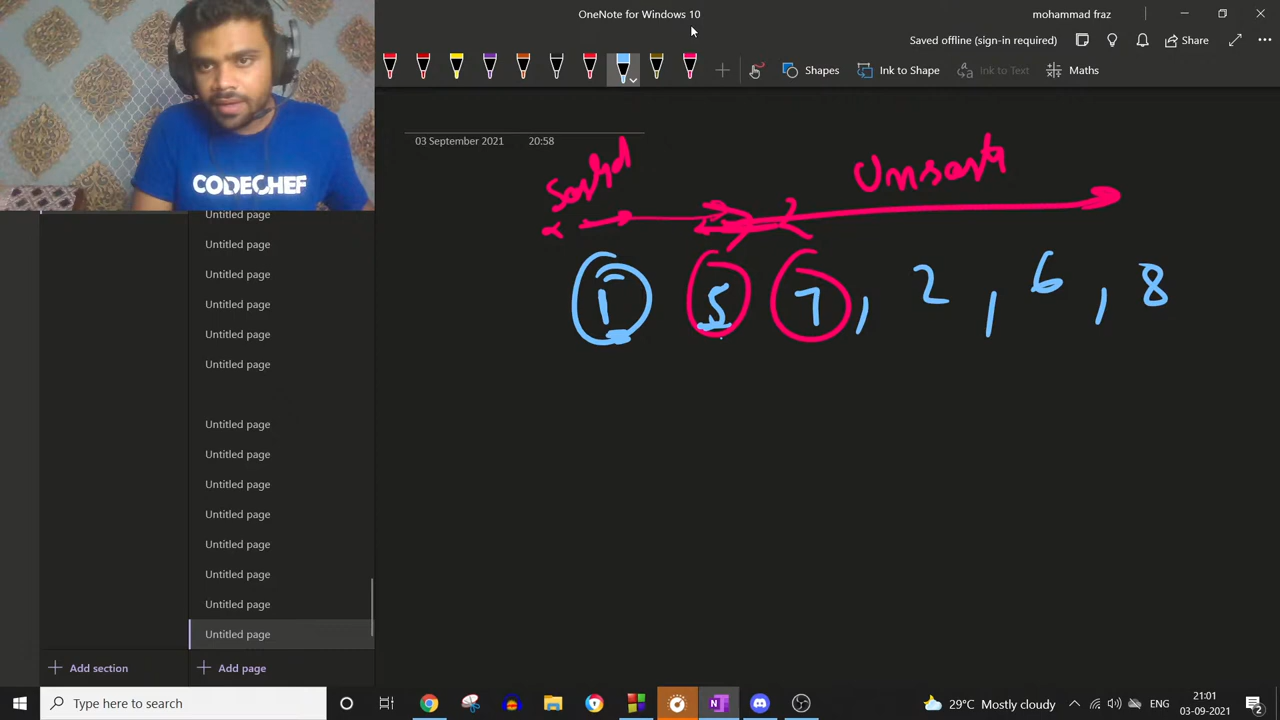 OneNote for Windows 10
mohammad fraz
Saved offline (sign-in required)
Share
Shapes
Ink to Shape
Ink to Text
Maths
03 September 2021 20:58
CODECHEF
1 5 7, 2, 6, 8
Untitled page
Untitled page
Untitled page
Untitled page
Untitled page
Untitled page
Untitled page
Untitled page
Untitled page
Untitled page
Untitled page
Untitled page
Untitled page
Untitled page
Add section
Add page
Type here to search
29°C Mostly cloudy
ENG
21:01
03-09-2021
2